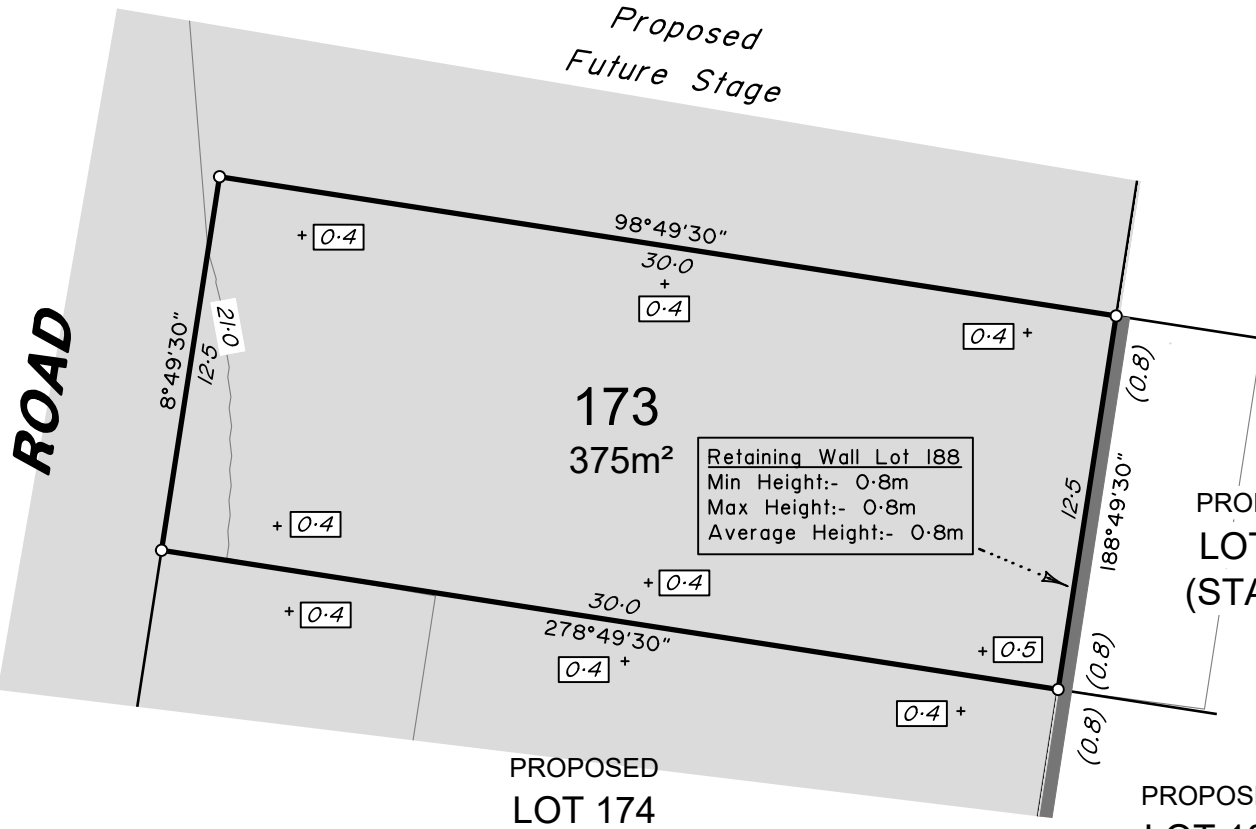 Proposed
Future Stage
98°49'30"
30·0
0·4
0·4
0·4
ROAD
8°49'30"
12·5
21·0
(0.8)
173
375m²
Retaining Wall Lot 188
Min Height:- 0·8m
Max Height:- 0·8m
Average Height:- 0·8m
12·5
188°49'30"
0·4
0·4
30·0
278°49'30"
0·5
(0.8)
0·4
0·4
0·4
(0.8)
PROPOSED
LOT 174